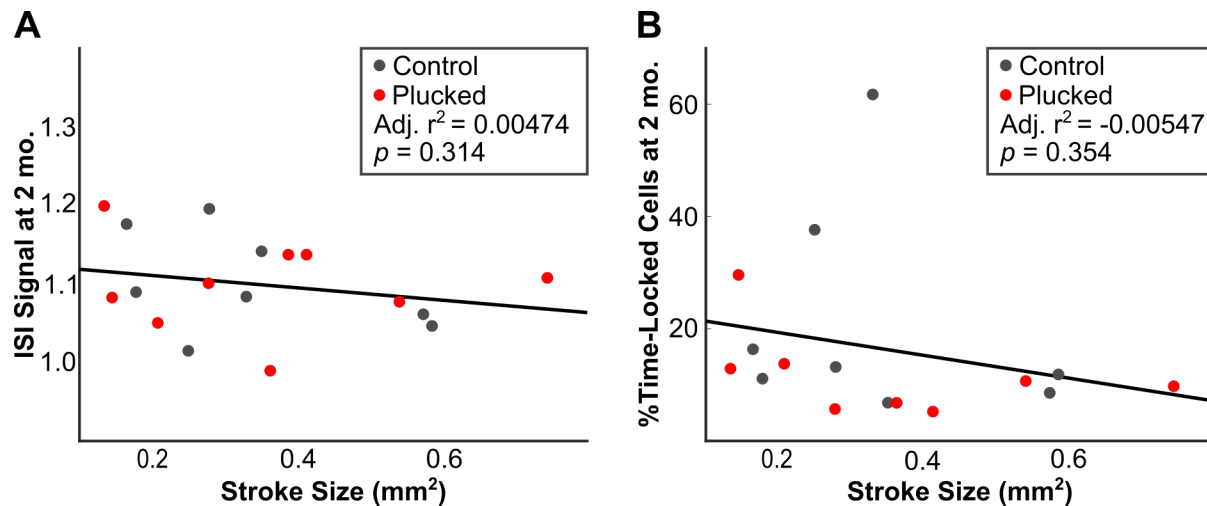 A
ISI Signal at 2 mo.
1.3
1.2
1.1
1.0
Control
Plucked
Adj. r² = 0.00474
p = 0.314
0.2 0.4 0.6
Stroke Size (mm²)
B
%Time-Locked Cells at 2 mo.
60
40
20
Control
Plucked
Adj. r² = -0.00547
p = 0.354
0.2 0.4 0.6
Stroke Size (mm²)